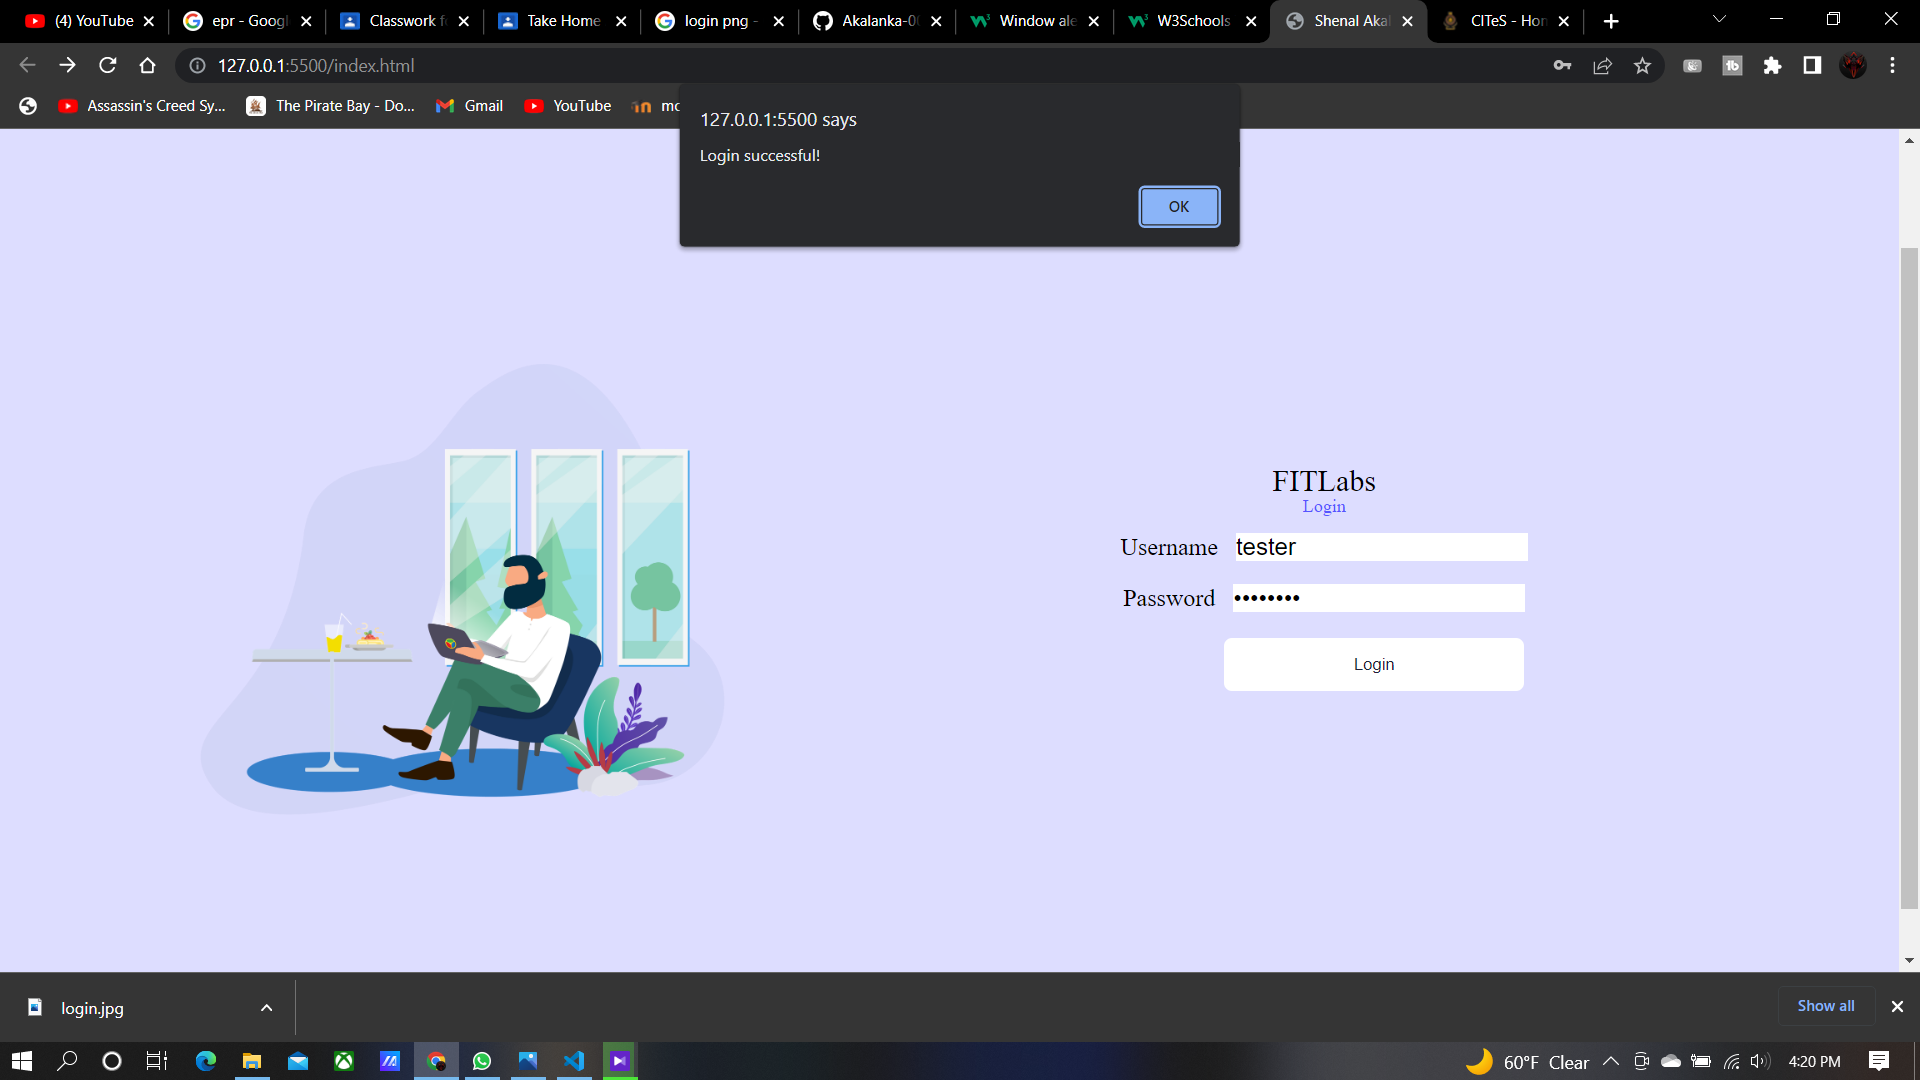 (4) YouTube
epr - Googl
Classwork f
Take Home
login png -
Akalanka-0
Window ale
W3Schools
Shenal Aka
CITeS - Hon
127.0.0.1:5500/index.html
Assassin's Creed Sy...
The Pirate Bay - Do...
Gmail
YouTube
mo
127.0.0.1:5500 says
Login successful!
OK
FITLabs
Login
Username tester
Password ••••••••
Login
login.jpg
Show all
60°F Clear
4:20 PM